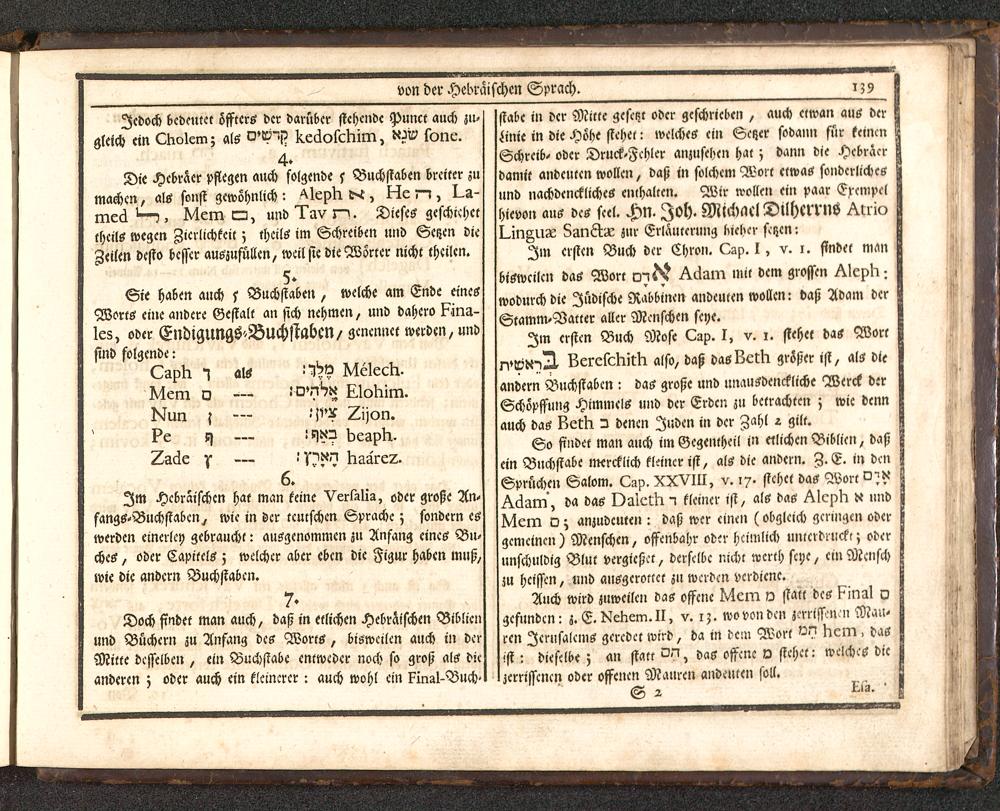 von der Hebräischen Sprach.
139
Jedoch bedeutet öffters der darüber stehende Punct auch zu-
gleich ein Cholem; als קְדֹשִׁים kedoschim, שֹׂנֵא sone.
4.
Die Hebräer pflegen auch folgende 5 Buchstaben breiter zu
machen, als sonst gewöhnlich: Aleph ﬡ, He ﬣ, La-
med ﬥ, Mem ﬦ, und Tav ﬨ. Dieses geschiehet
theils wegen Zierlichkeit; theils im Schreiben und Setzen die
Zeilen desto besser auszufüllen, weil sie die Wörter nicht theilen.
5.
Sie haben auch 5 Buchstaben, welche am Ende eines
Worts eine andere Gestalt an sich nehmen, und dahero Fina-
les, oder Endigungs-Buchstaben, genennet werden, und
sind folgende:
Caph ך als מֶלֶךְ: Mélech.
Mem ם --- אֱלֹהִים: Elohim.
Nun ן --- צִיוֹן: Zijon.
Pe ף --- בְּאַף: beaph.
Zade ץ --- הָאָרֶץ: haárez.
6.
Im Hebräischen hat man keine Versalia, oder große An-
fangs-Buchstaben, wie in der teutschen Sprache; sondern es
werden einerley gebraucht: ausgenommen zu Anfang eines Bu-
ches, oder Capitels; welcher aber eben die Figur haben muß,
wie die andern Buchstaben.
7.
Doch findet man auch, daß in etlichen Hebräischen Biblien
und Büchern zu Anfang des Worts, bisweilen auch in der
Mitte desselben, ein Buchstabe entweder noch so groß als die
anderen; oder auch ein kleinerer: auch wohl ein Final-Buch-
stabe in der Mitte gesetzt oder geschrieben, auch etwan aus der
Linie in die Höhe stehet: welches ein Setzer sodann für keinen
Schreib- oder Druck-Fehler anzusehen hat; dann die Hebräer
damit andeuten wollen, daß in solchem Wort etwas sonderliches
und nachdenckliches enthalten. Wir wollen ein paar Exempel
hievon aus des seel. Hn. Joh. Michael Dilherrns Atrio
Linguæ Sanctæ zur Erläuterung hieher setzen:
Im ersten Buch der Chron. Cap. I, v. 1. findet man
bisweilen das Wort אָדָם Adam mit dem grossen Aleph:
wodurch die Jüdische Rabbinen andeuten wollen: daß Adam der
Stamm-Vatter aller Menschen seye.
Im ersten Buch Mose Cap. I, v. 1. stehet das Wort
בְּרֵאשִׁית Bereschith also, daß das Beth größer ist, als die
andern Buchstaben: das große und unausdenckliche Werck der
Schöpffung Himmels und der Erden zu betrachten; wie denn
auch das Beth ב denen Juden in der Zahl 2 gilt.
So findet man auch im Gegentheil in etlichen Biblien, daß
ein Buchstabe mercklich kleiner ist, als die andern. Z. E. in den
Sprüchen Salom. Cap. XXVIII, v. 17. stehet das Wort אדם
Adam, da das Daleth ד kleiner ist, als das Aleph א und
Mem ם; anzudeuten: daß wer einen (obgleich geringen oder
gemeinen) Menschen, offenbahr oder heimlich unterdruckt; oder
unschuldig Blut vergießet, derselbe nicht werth seye, ein Mensch
zu heissen, und ausgerottet zu werden verdiene.
Auch wird zuweilen das offene Mem מ statt des Final ם
gefunden: z. E. Nehem. II, v. 13. wo von den zerrissenen Mau-
ren Jerusalems geredet wird, da in dem Wort המ hem, das
ist: dieselbe; an statt הם, das offene מ stehet: welches die
zerrissenen oder offenen Mauren andeuten soll.
S 2
Esa.